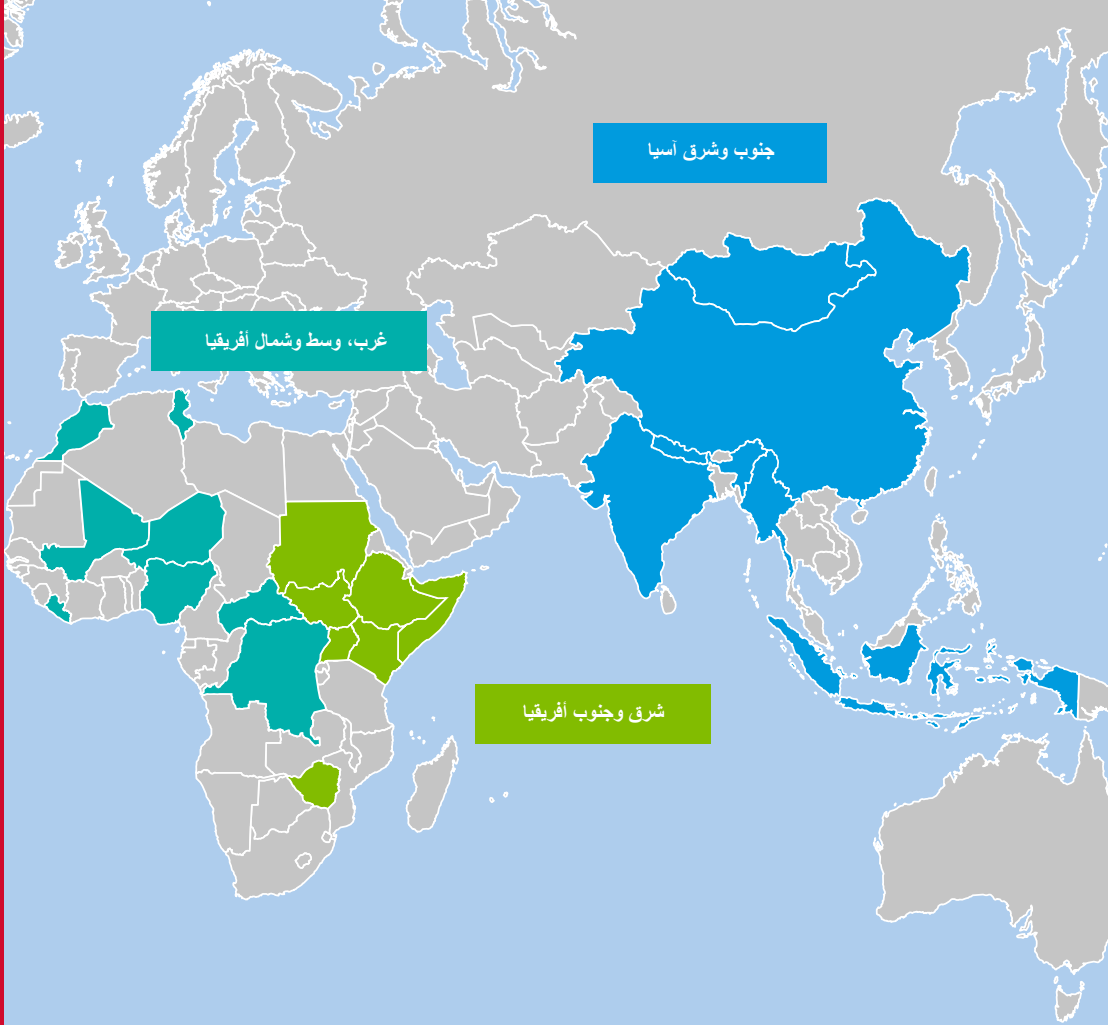 جنوب وشرق آسيا
غرب، وسط وشمال أفريقيا
شرق وجنوب أفريقيا